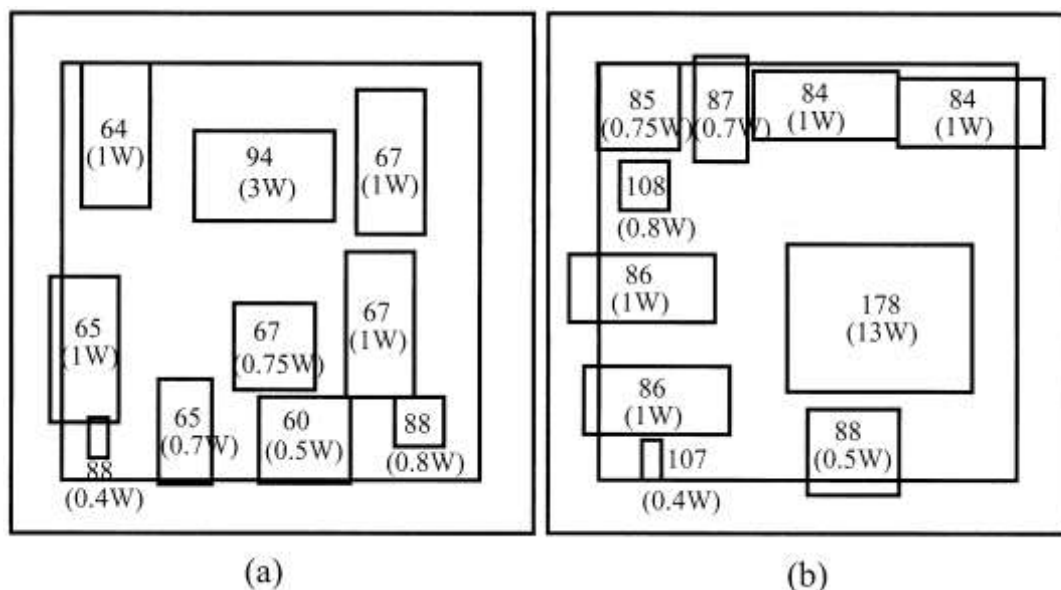 64
(1W)
94
(3W)
67
(1W)
65
(1W)
67
(0.75W)
67
(1W)
65
(0.7W)
60
(0.5W)
88
(0.8W)
88
(0.4W)
(a)
85
(0.75W)
87
(0.7W)
84
(1W)
84
(1W)
108
(0.8W)
86
(1W)
178
(13W)
86
(1W)
88
(0.5W)
107
(0.4W)
(b)